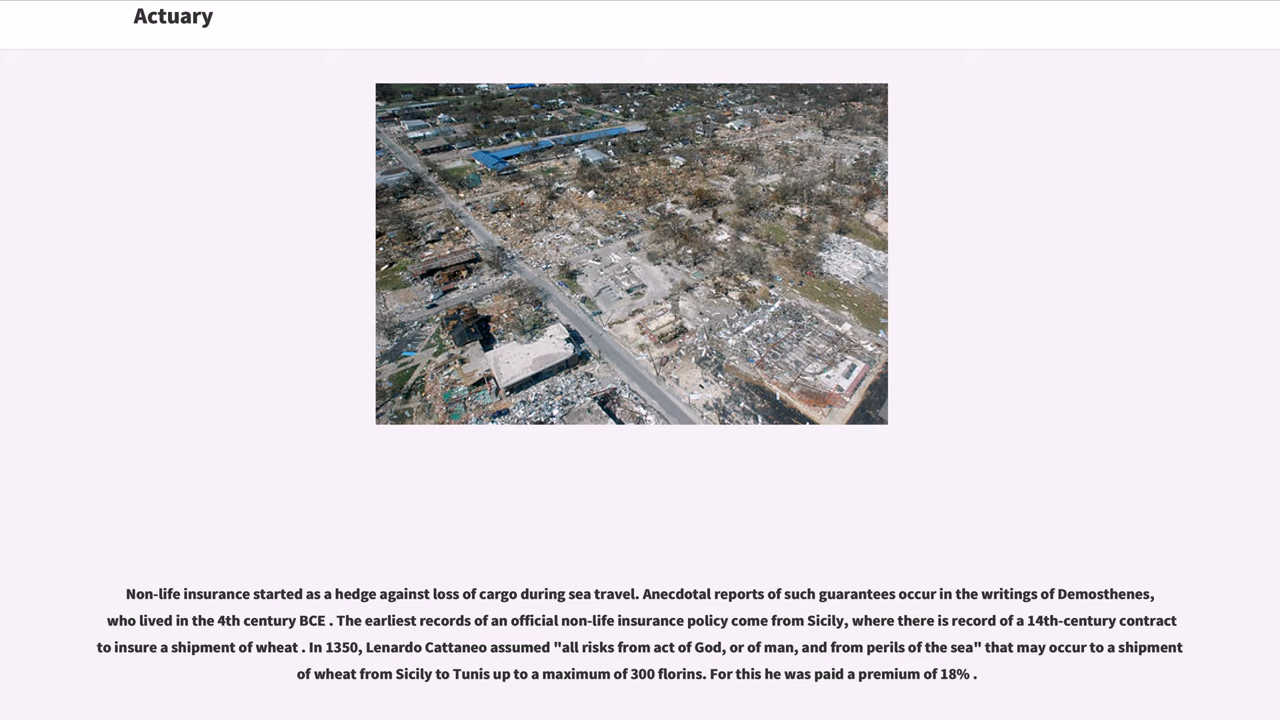 Actuary
Non-life insurance started as a hedge against loss of cargo during sea travel. Anecdotal reports of such guarantees occur in the writings of Demosthenes,
who lived in the 4th century BCE . The earliest records of an official non-life insurance policy come from Sicily, where there is record of a 14th-century contract
to insure a shipment of wheat . In 1350, Lenardo Cattaneo assumed "all risks from act of God, or of man, and from perils of the sea" that may occur to a shipment
of wheat from Sicily to Tunis up to a maximum of 300 florins. For this he was paid a premium of 18% .